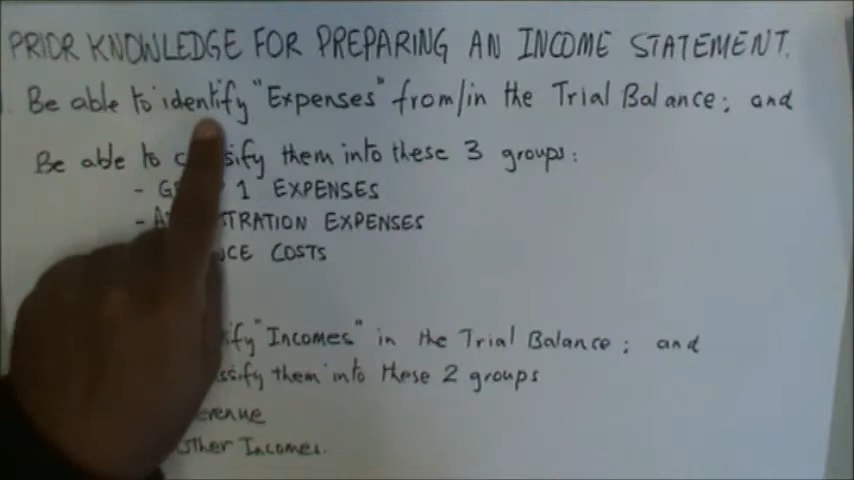 PRIOR KNOWLEDGE FOR PREPARING AN INCOME STATEMENT.
Be able to identify "Expenses" from/in the Trial Balance; and
Be able to them into these 3 groups:
- 1 EXPENSES
- EXPENSES
COSTS
"Incomes" in the Trial Balance; and
them into these 2 groups
Incomes.